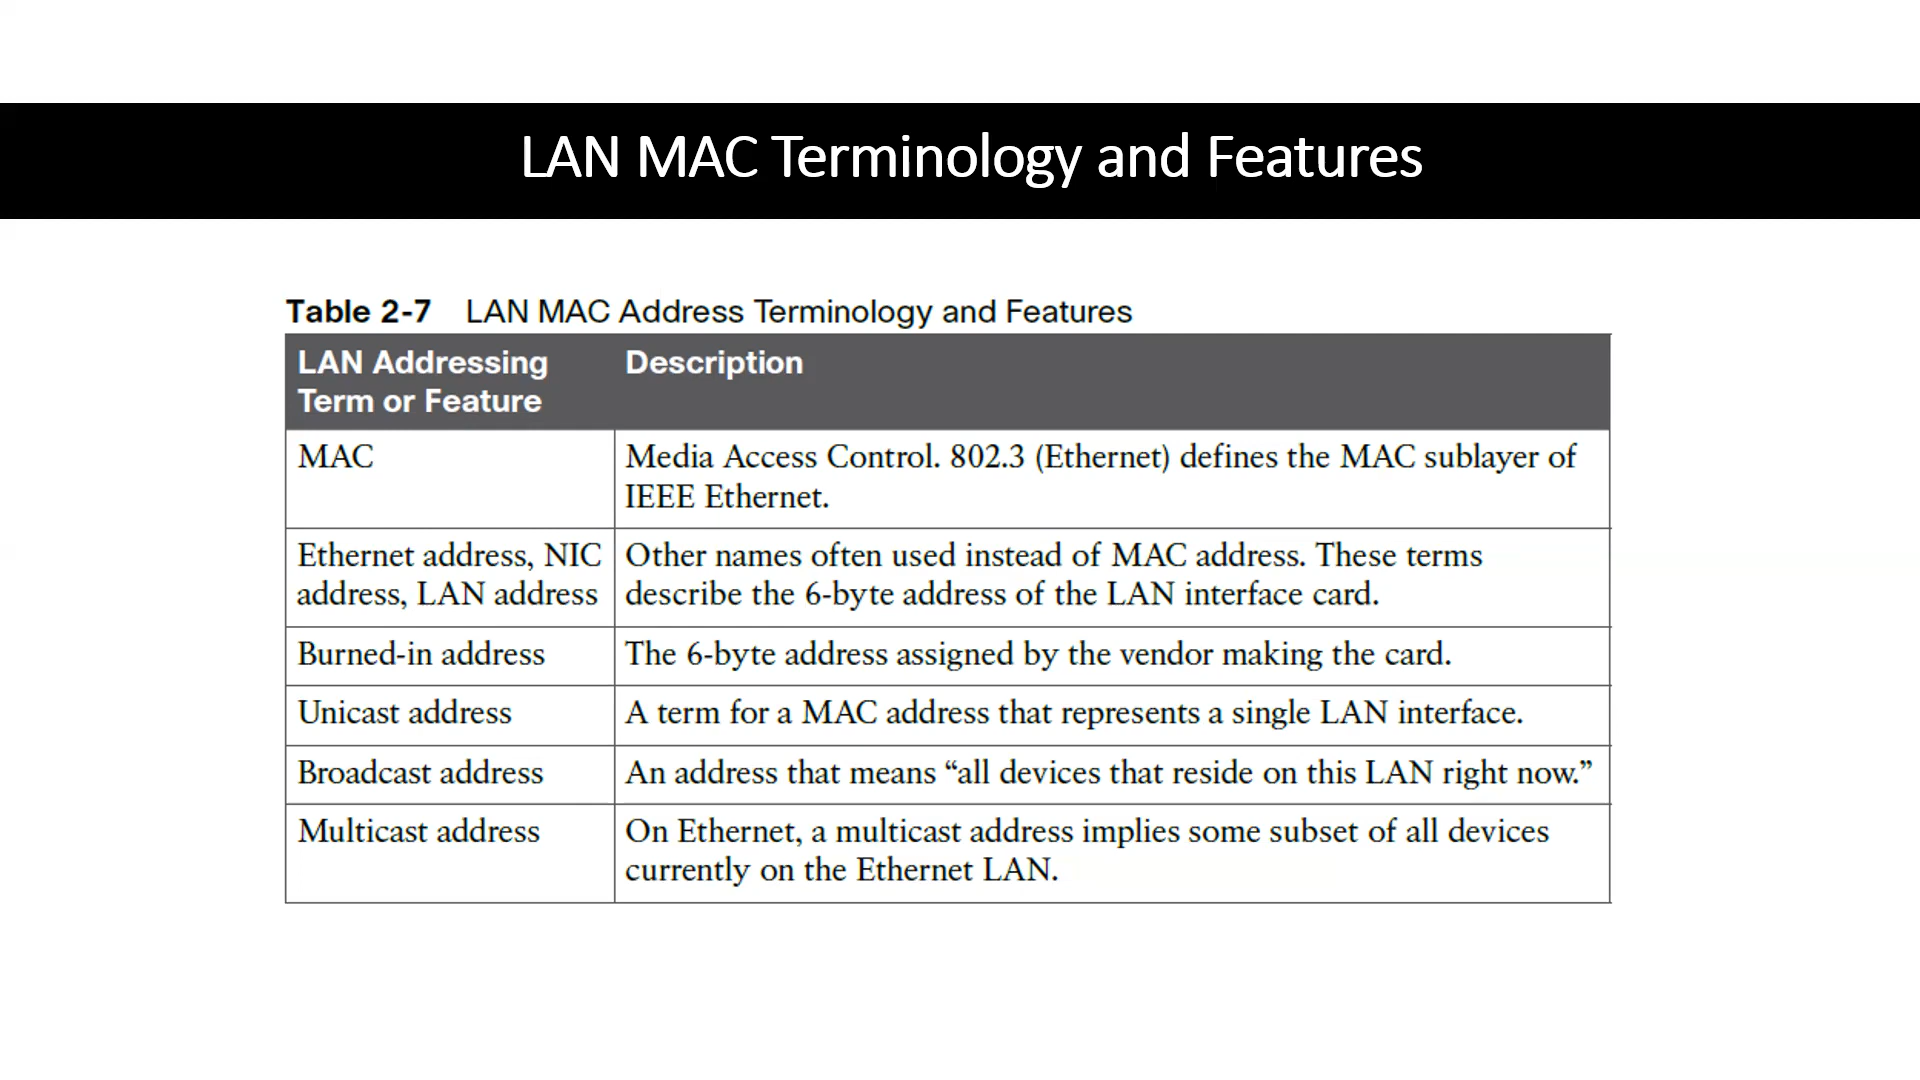 LAN MAC Terminology and Features
Table 2-7 LAN MAC Address Terminology and Features
LAN Addressing
Term or Feature
Description
MAC
Media Access Control. 802.3 (Ethernet) defines the MAC sublayer of
IEEE Ethernet.
Ethernet address, NIC
address, LAN address
Other names often used instead of MAC address. These terms
describe the 6-byte address of the LAN interface card.
Burned-in address
The 6-byte address assigned by the vendor making the card.
Unicast address
A term for a MAC address that represents a single LAN interface.
Broadcast address
An address that means “all devices that reside on this LAN right now.”
Multicast address
On Ethernet, a multicast address implies some subset of all devices
currently on the Ethernet LAN.